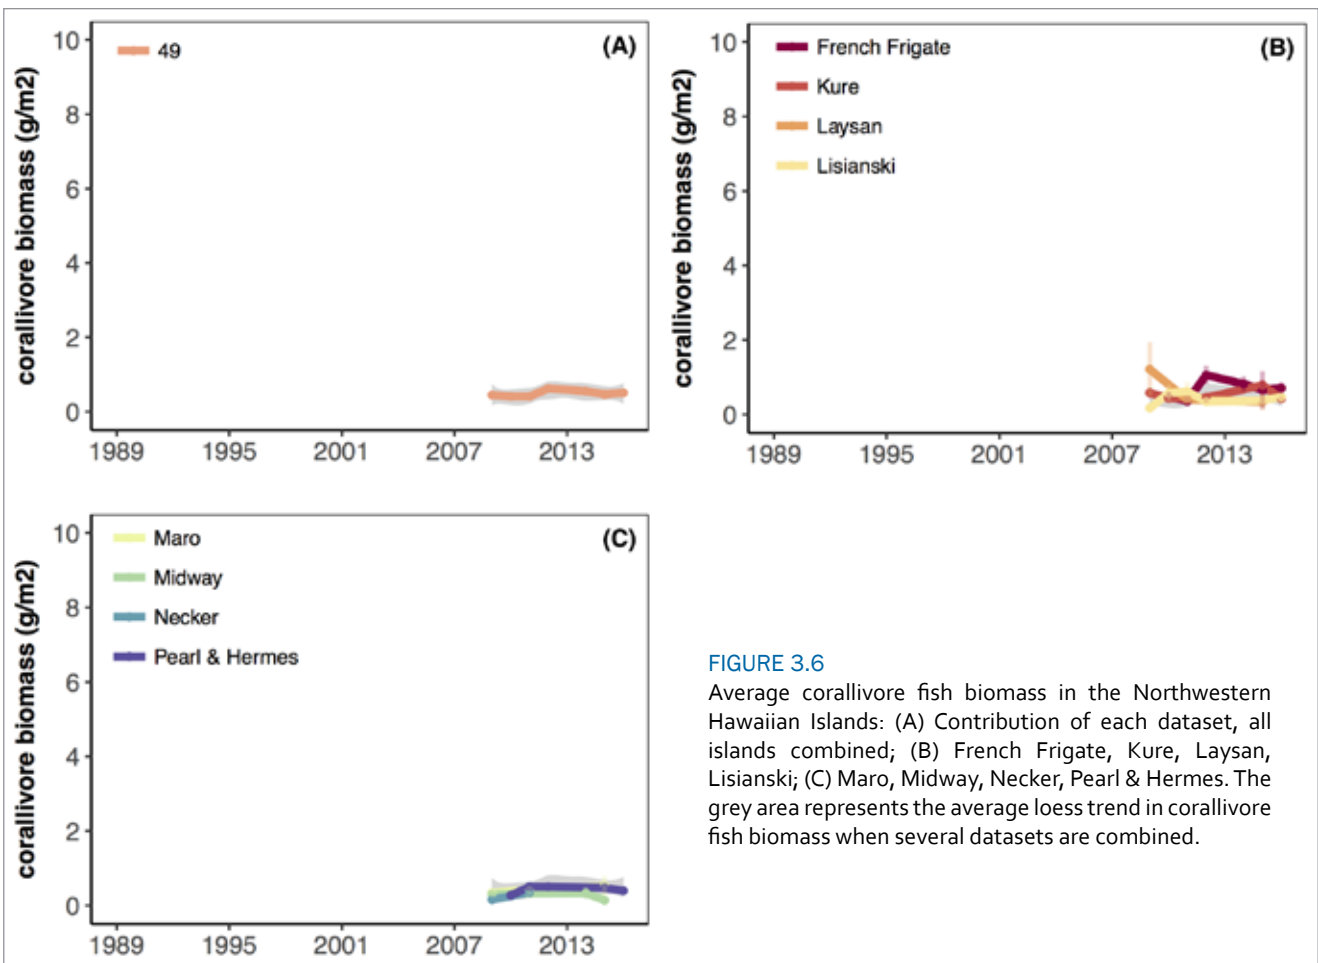 corallivore biomass (g/m2)
10
8
6
4
2
0
49
(A)
1989 1995 2001 2007 2013
corallivore biomass (g/m2)
10
8
6
4
2
0
French Frigate
Kure
Laysan
Lisianski
(B)
1989 1995 2001 2007 2013
corallivore biomass (g/m2)
10
8
6
4
2
0
Maro
Midway
Necker
Pearl & Hermes
(C)
1989 1995 2001 2007 2013
FIGURE 3.6
Average corallivore fish biomass in the Northwestern
Hawaiian Islands: (A) Contribution of each dataset, all
islands combined; (B) French Frigate, Kure, Laysan,
Lisianski; (C) Maro, Midway, Necker, Pearl & Hermes. The
grey area represents the average loess trend in corallivore
fish biomass when several datasets are combined.